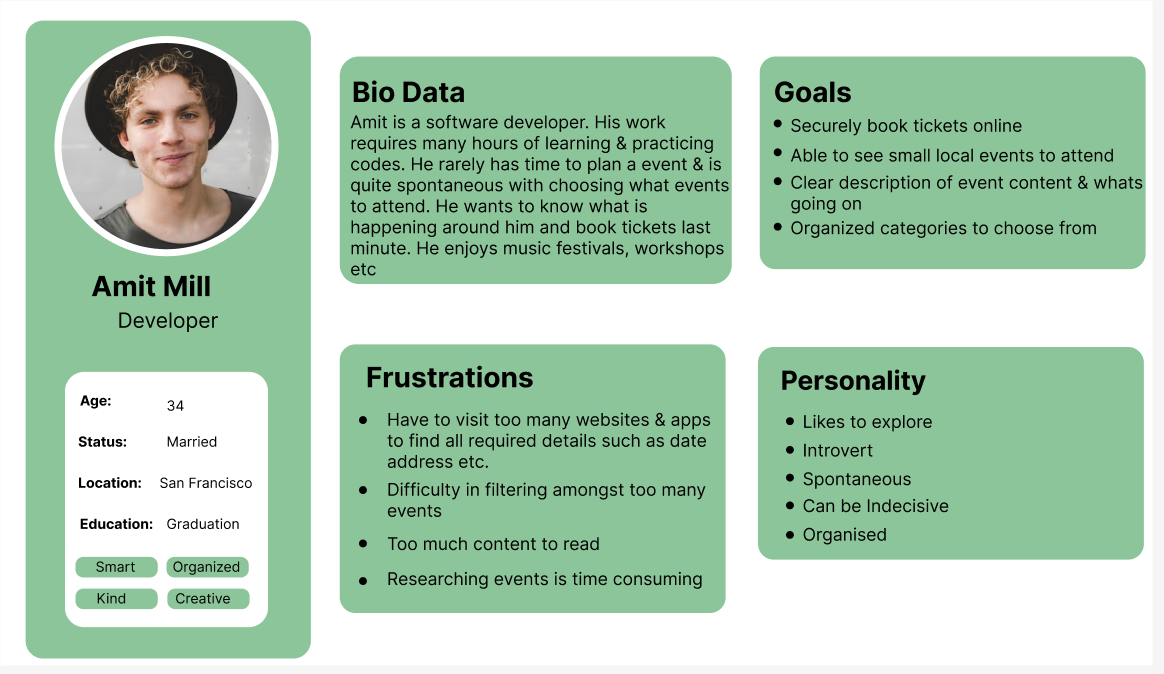 Amit Mill
Developer
Age: 34
Status: Married
Location: San Francisco
Education: Graduation
Smart Organized
Kind Creative
Bio Data
Amit is a software developer. His work
requires many hours of learning & practicing
codes. He rarely has time to plan a event & is
quite spontaneous with choosing what events
to attend. He wants to know what is
happening around him and book tickets last
minute. He enjoys music festivals, workshops
etc
Goals
• Securely book tickets online
• Able to see small local events to attend
• Clear description of event content & whats
going on
• Organized categories to choose from
Frustrations
• Have to visit too many websites & apps
to find all required details such as date
address etc.
• Difficulty in filtering amongst too many
events
• Too much content to read
• Researching events is time consuming
Personality
• Likes to explore
• Introvert
• Spontaneous
• Can be Indecisive
• Organised